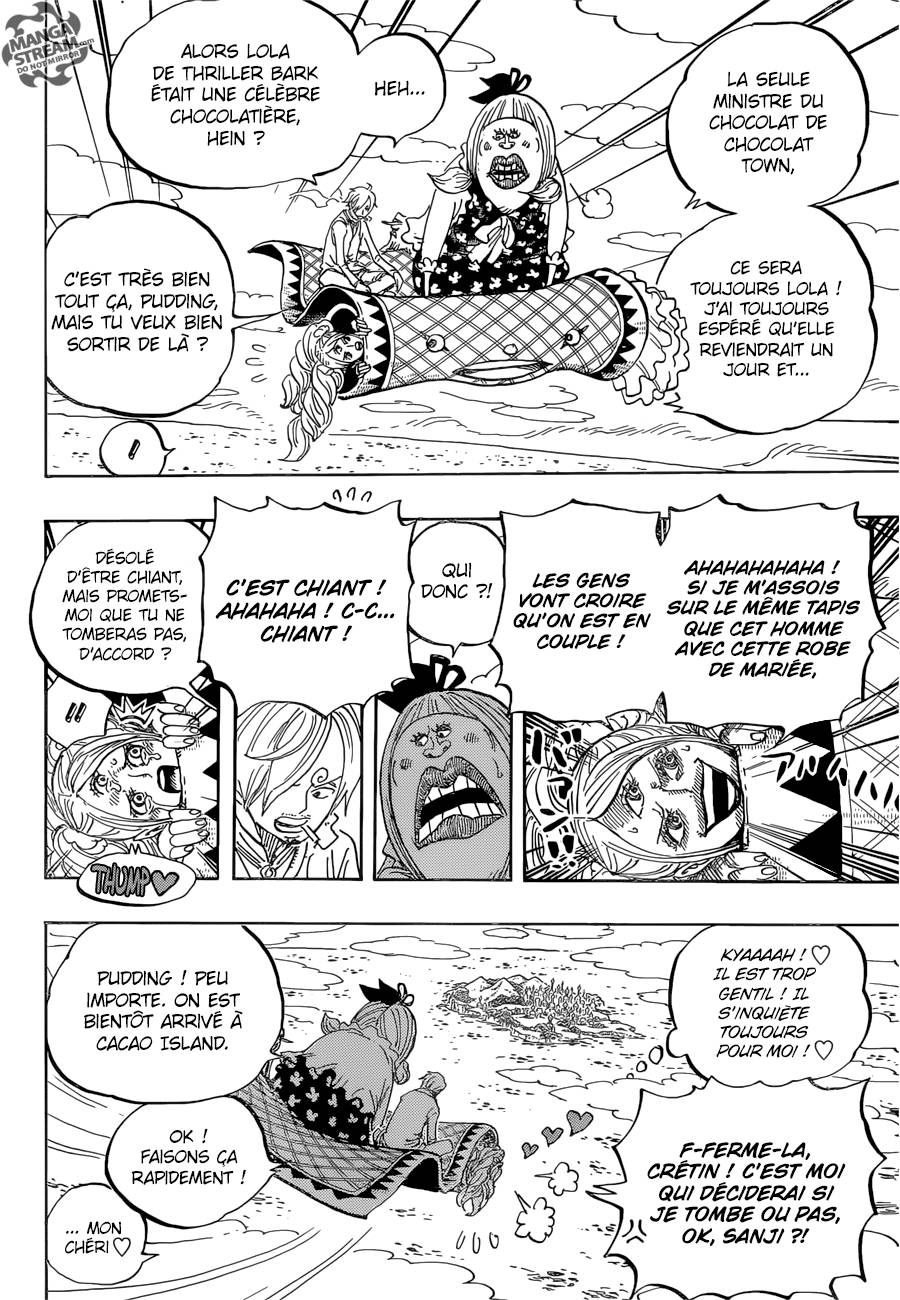 MANGA
STREAM
DO NOT MIRROR
LA SEULE
MINISTRE DU
CHOCOLAT DE
CHOCOLAT
TOWN,
CE SERA
TOUJOURS LOLA !
J'AI TOUJOURS
ESPÉRÉ QU'ELLE
REVIENDRAIT UN
JOUR ET...
HEH...
ALORS LOLA
DE THRILLER BARK
ÉTAIT UNE CÉLÈBRE
CHOCOLATIÈRE,
HEIN ?
C'EST TRÈS BIEN
TOUT ÇA, PUDDING,
MAIS TU VEUX BIEN
SORTIR DE LÀ ?
!
AHAHAHAHAHA !
SI JE M'ASSOIS
SUR LE MÊME TAPIS
QUE CET HOMME
AVEC CETTE ROBE
DE MARIÉE,
LES GENS
VONT CROIRE
QU'ON EST EN
COUPLE !
QUI
DONC ?!
C'EST CHIANT !
AHAHAHA ! C-C...
CHIANT !
DÉSOLÉ
D'ÊTRE CHIANT,
MAIS PROMETS-
MOI QUE TU NE
TOMBERAS PAS,
D'ACCORD ?
!!
THUMP ♥
KYAAAAH ! ♡
IL EST TROP
GENTIL ! IL
S'INQUIÈTE
TOUJOURS
POUR MOI ! ♡
F-FERME-LA,
CRÉTIN ! C'EST MOI
QUI DÉCIDERAI SI
JE TOMBE OU PAS,
OK, SANJI ?!
PUDDING ! PEU
IMPORTE. ON EST
BIENTÔT ARRIVÉ À
CACAO ISLAND.
OK !
FAISONS ÇA
RAPIDEMENT !
... MON
CHÉRI ♡